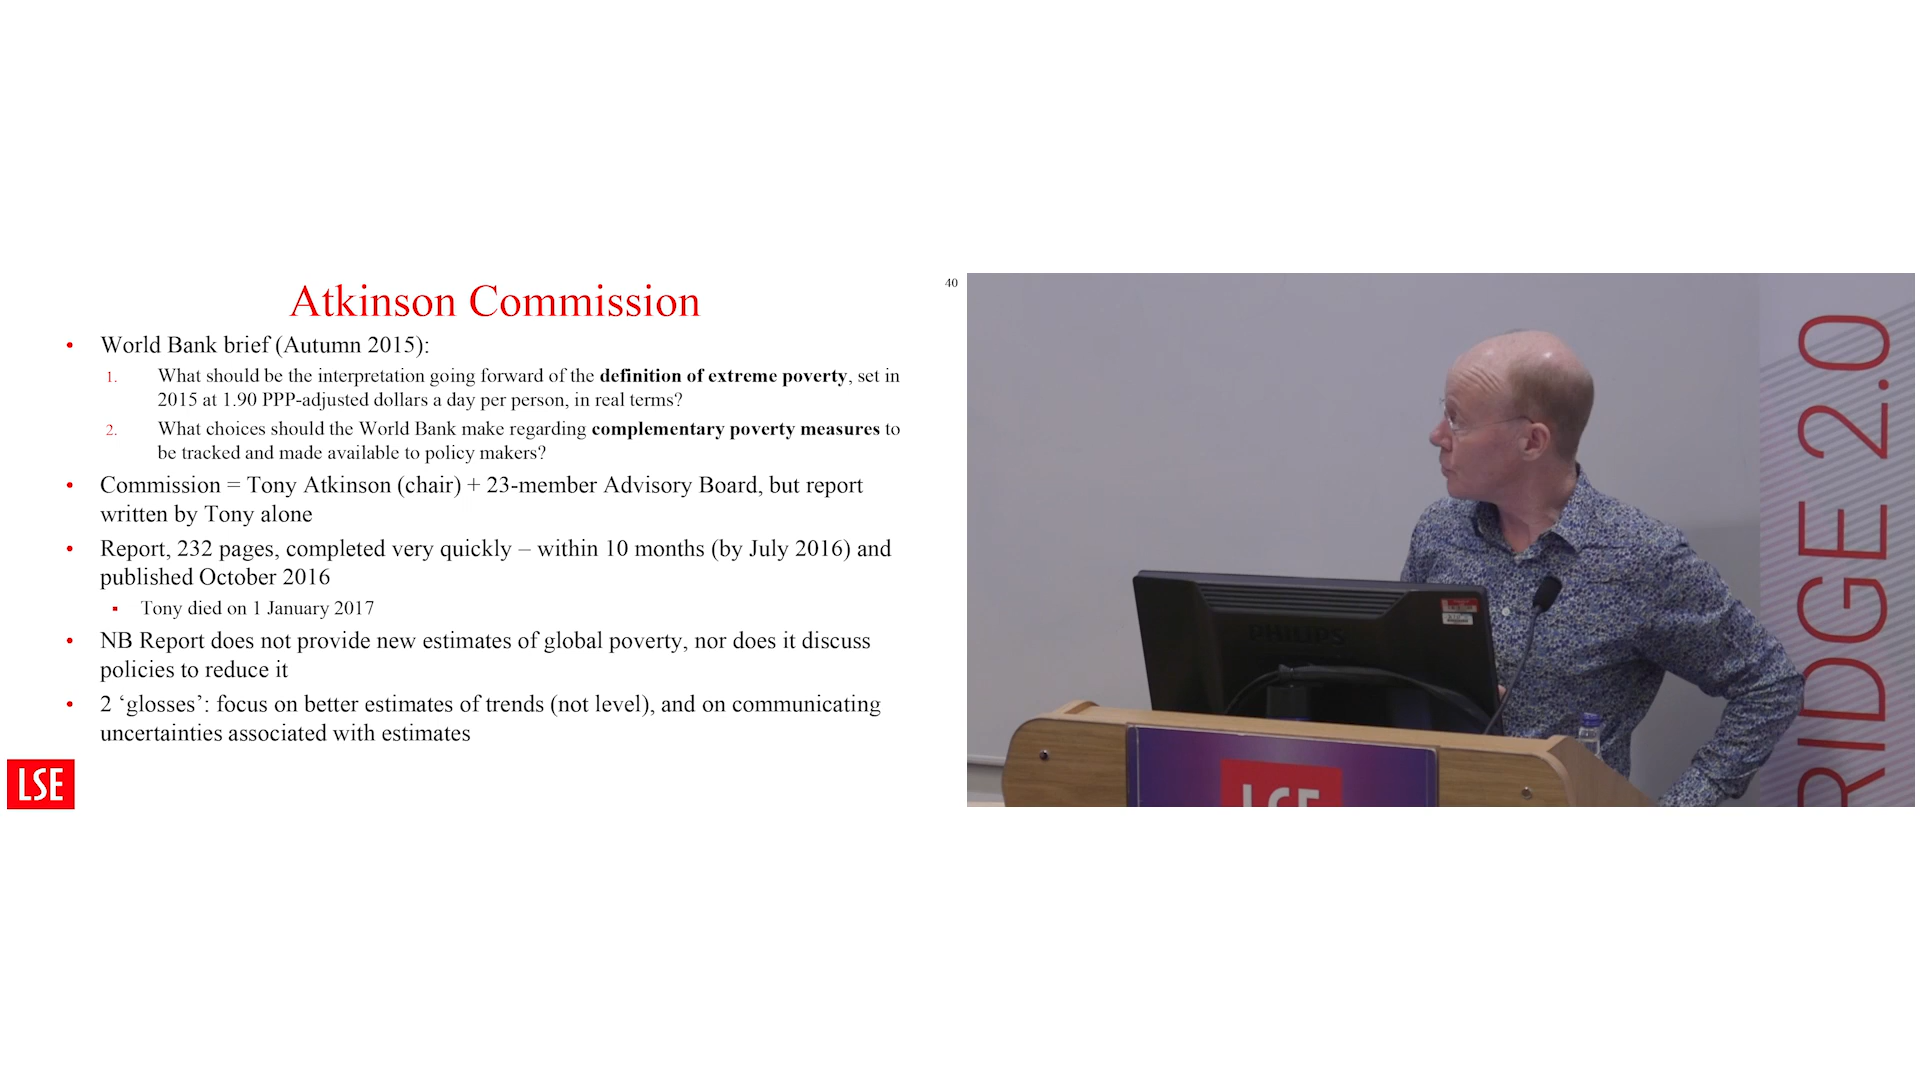 Atkinson Commission
40
• World Bank brief (Autumn 2015):
1. What should be the interpretation going forward of the definition of extreme poverty, set in
2015 at 1.90 PPP-adjusted dollars a day per person, in real terms?
2. What choices should the World Bank make regarding complementary poverty measures to
be tracked and made available to policy makers?
• Commission = Tony Atkinson (chair) + 23-member Advisory Board, but report
written by Tony alone
• Report, 232 pages, completed very quickly – within 10 months (by July 2016) and
published October 2016
▪ Tony died on 1 January 2017
• NB Report does not provide new estimates of global poverty, nor does it discuss
policies to reduce it
• 2 ‘glosses’: focus on better estimates of trends (not level), and on communicating
uncertainties associated with estimates
LSE
PHILIPS
LSE
RIDGE 2.0